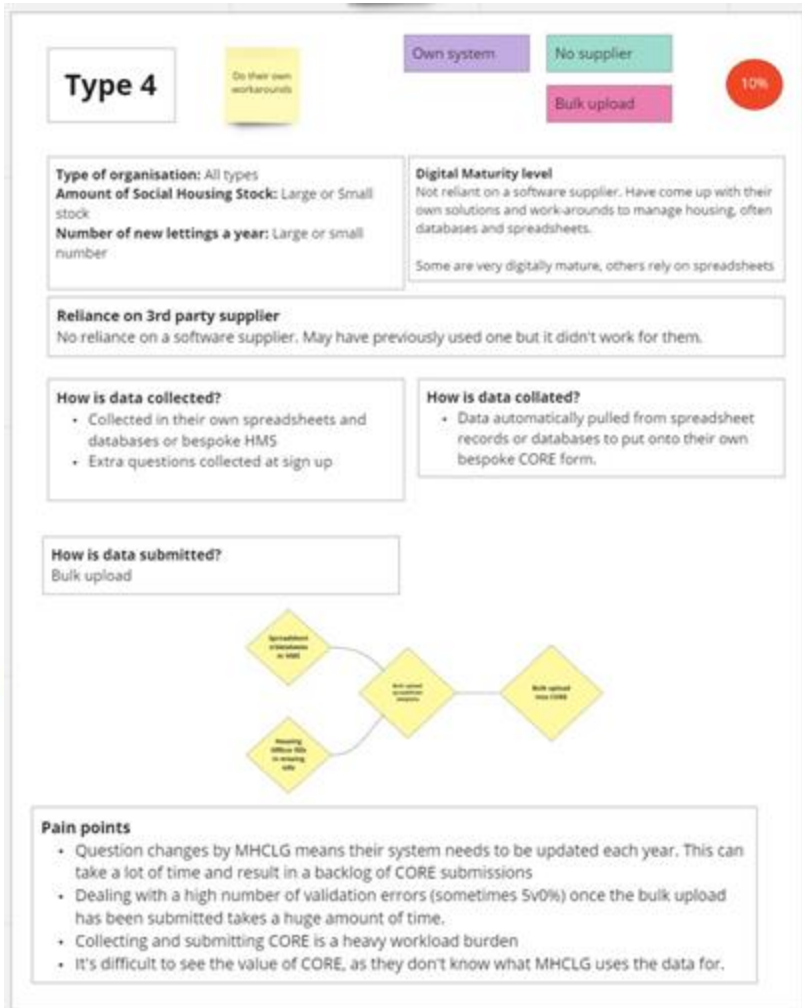 Type 4
Do their own
workarounds
Own system
No supplier
Bulk upload
10%
Type of organisation: All types
Amount of Social Housing Stock: Large or Small
stock
Number of new lettings a year: Large or small
number
Digital Maturity level
Not reliant on a software supplier. Have come up with their
own solutions and work-arounds to manage housing, often
databases and spreadsheets.
Some are very digitally mature, others rely on spreadsheets
Reliance on 3rd party supplier
No reliance on a software supplier. May have previously used one but it didn't work for them.
How is data collected?
• Collected in their own spreadsheets and
databases or bespoke HMS
• Extra questions collected at sign up
How is data collated?
• Data automatically pulled from spreadsheet
records or databases to put onto their own
bespoke CORE form.
How is data submitted?
Bulk upload
Spreadsheet
Housing
Officer fills
in missing
info
Bulk upload
spreadsheet
Bulk upload
into CORE
Pain points
• Question changes by MHCLG means their system needs to be updated each year. This can
take a lot of time and result in a backlog of CORE submissions
• Dealing with a high number of validation errors (sometimes 5v0%) once the bulk upload
has been submitted takes a huge amount of time.
• Collecting and submitting CORE is a heavy workload burden
• It's difficult to see the value of CORE, as they don't know what MHCLG uses the data for.